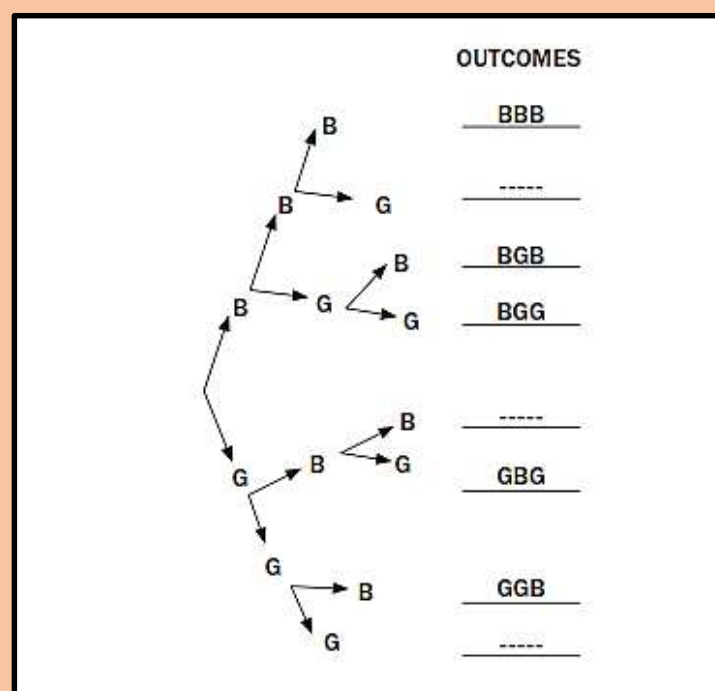 OUTCOMES
B BBB
B G -----
B BGB
B G G BGG
B -----
G B G GBG
G B GGB
G -----